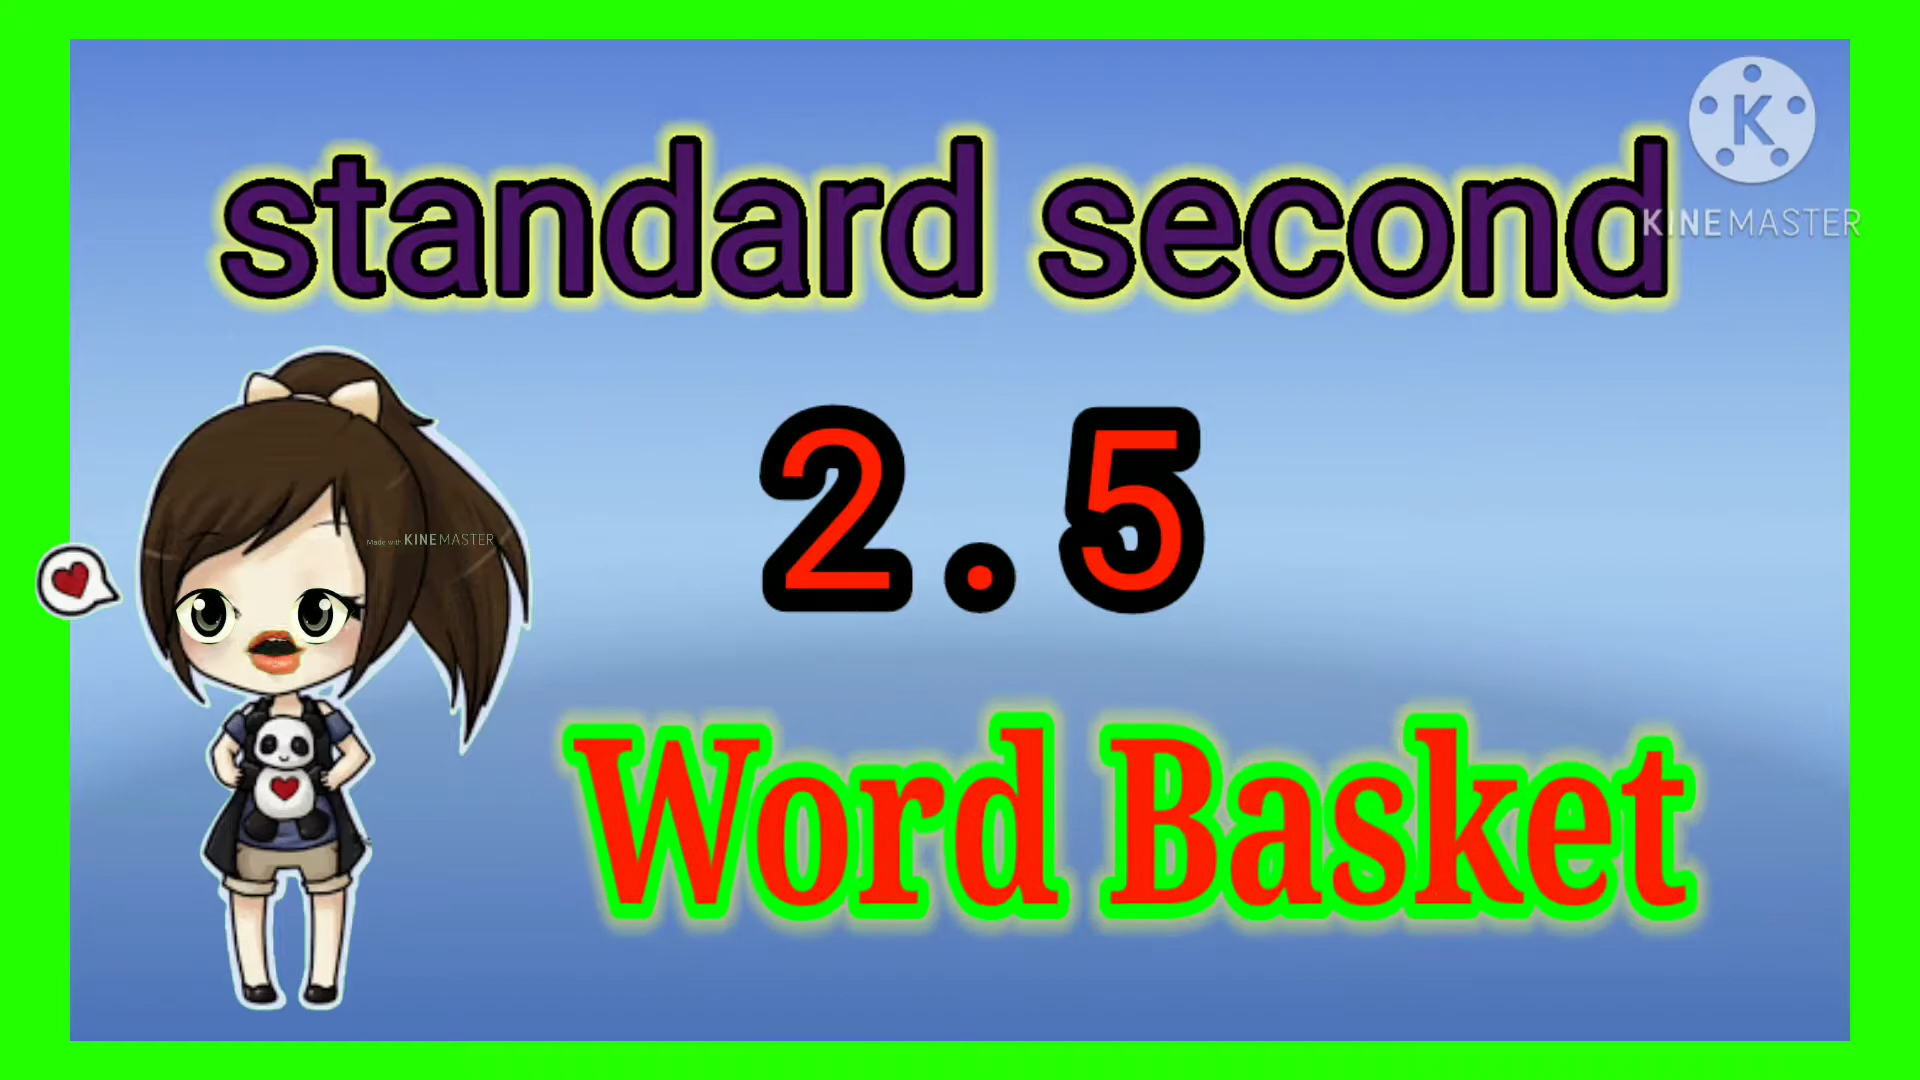 K
KINEMASTER
standard second
2.5
Made with KINEMASTER
Word Basket